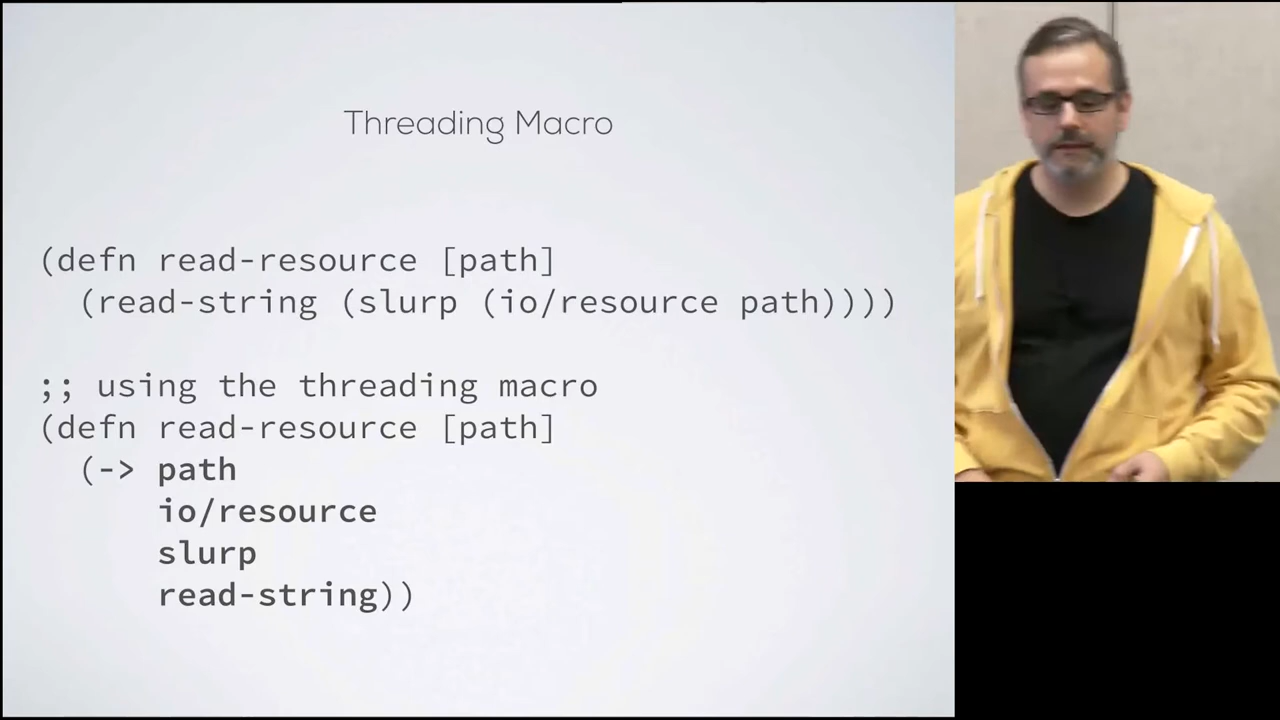 Threading Macro
(defn read-resource [path]
  (read-string (slurp (io/resource path))))
;; using the threading macro
(defn read-resource [path]
  (-> path
      io/resource
      slurp
      read-string))